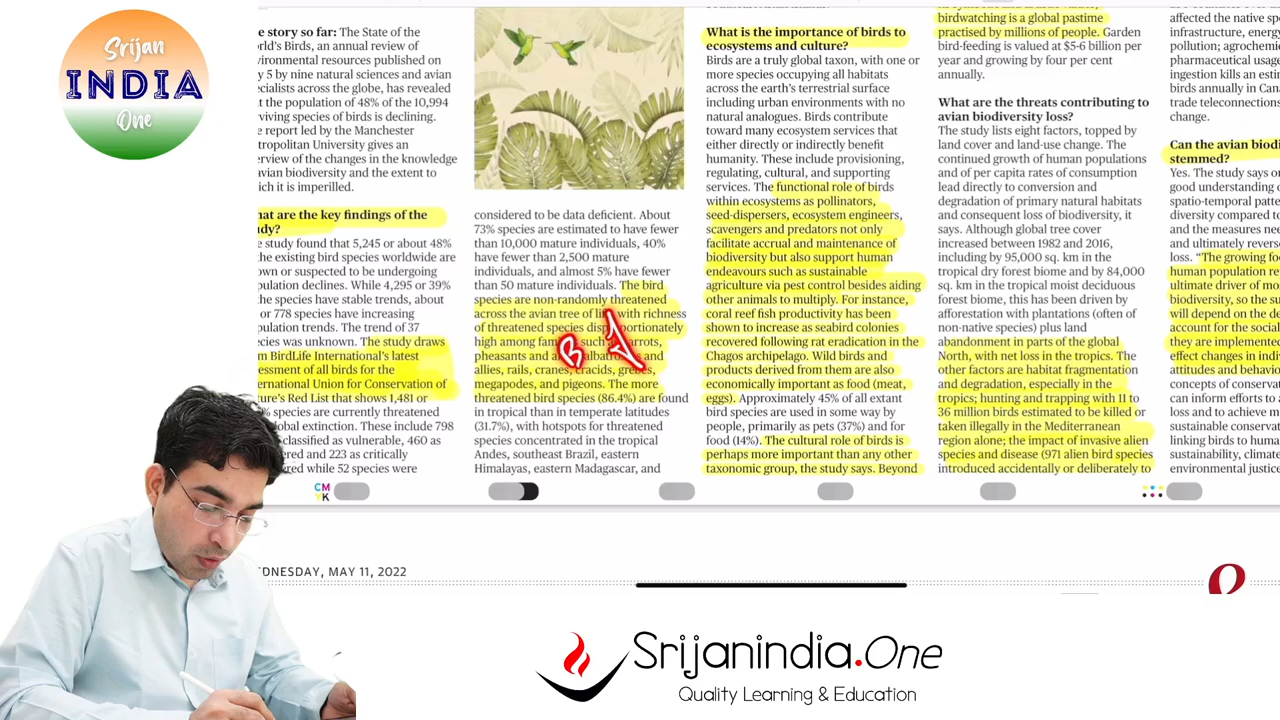 Srijan
INDIA
One
e story so far: The State of the
rld's Birds, an annual review of
vironmental resources published on
y 5 by nine natural sciences and avian
ecialists across the globe, has revealed
t the population of 48% of the 10,994
viving species of birds is declining.
e report led by the Manchester
tropolitan University gives an
erview of the changes in the knowledge
avian biodiversity and the extent to
ich it is imperilled.
hat are the key findings of the
udy?
e study found that 5,245 or about 48%
the existing bird species worldwide are
own or suspected to be undergoing
pulation declines. While 4,295 or 39%
the species have stable trends, about
or 778 species have increasing
pulation trends. The trend of 37
ecies was unknown. The study draws
m BirdLife International's latest
sessment of all birds for the
ernational Union for Conservation of
ture's Red List that shows 1,481 or
% species are currently threatened
lobal extinction. These include 798
classified as vulnerable, 460 as
red and 223 as critically
red while 52 species were
considered to be data deficient. About
73% species are estimated to have fewer
than 10,000 mature individuals, 40%
have fewer than 2,500 mature
individuals, and almost 5% have fewer
than 50 mature individuals. The bird
species are non-randomly threatened
across the avian tree of life, with richness
of threatened species disproportionately
high among families such parrots,
pheasants and albatrosses and
allies, rails, cranes, cracids, grebes,
megapodes, and pigeons. The more
threatened bird species (86.4%) are found
in tropical than in temperate latitudes
(31.7%), with hotspots for threatened
species concentrated in the tropical
Andes, southeast Brazil, eastern
Himalayas, eastern Madagascar, and
What is the importance of birds to
ecosystems and culture?
Birds are a truly global taxon, with one or
more species occupying all habitats
across the earth's terrestrial surface
including urban environments with no
natural analogues. Birds contribute
toward many ecosystem services that
either directly or indirectly benefit
humanity. These include provisioning,
regulating, cultural, and supporting
services. The functional role of birds
within ecosystems as pollinators,
seed-dispersers, ecosystem engineers,
scavengers and predators not only
facilitate accrual and maintenance of
biodiversity but also support human
endeavours such as sustainable
agriculture via pest control besides aiding
other animals to multiply. For instance,
coral reef fish productivity has been
shown to increase as seabird colonies
recovered following rat eradication in the
Chagos archipelago. Wild birds and
products derived from them are also
economically important as food (meat,
eggs). Approximately 45% of all extant
bird species are used in some way by
people, primarily as pets (37%) and for
food (14%). The cultural role of birds is
perhaps more important than any other
taxonomic group, the study says. Beyond
birdwatching is a global pastime
practised by millions of people. Garden
bird-feeding is valued at $5-6 billion per
year and growing by four per cent
annually.
What are the threats contributing to
avian biodiversity loss?
The study lists eight factors, topped by
land cover and land-use change. The
continued growth of human populations
and of per capita rates of consumption
lead directly to conversion and
degradation of primary natural habitats
and consequent loss of biodiversity, it
says. Although global tree cover
increased between 1982 and 2016,
including by 95,000 sq. km in the
tropical dry forest biome and by 84,000
sq. km in the tropical moist deciduous
forest biome, this has been driven by
afforestation with plantations (often of
non-native species) plus land
abandonment in parts of the global
North, with net loss in the tropics. The
other factors are habitat fragmentation
and degradation, especially in the
tropics; hunting and trapping with 11 to
36 million birds estimated to be killed or
taken illegally in the Mediterranean
region alone; the impact of invasive alien
species and disease (971 alien bird species
introduced accidentally or deliberately to
affected the native sp
infrastructure, energ
pollution; agrochemic
pharmaceutical usage
ingestion kills an esti
birds annually in Can
trade teleconnection
change.
Can the avian biodi
stemmed?
Yes. The study says o
good understanding o
spatio-temporal patte
diversity compared to
and the measures nee
and ultimately revers
loss. "The growing fo
human population re
ultimate driver of mo
biodiversity, so the su
will depend on the de
account for the social
they are implemented
effect changes in indi
attitudes and behavio
concepts of conservat
can inform efforts to a
loss and to achieve m
sustainable conservat
linking birds to huma
sustainability, climate
environmental justice
B
CM
YK
DNESDAY, MAY 11, 2022
Srijanindia.One
Quality Learning & Education